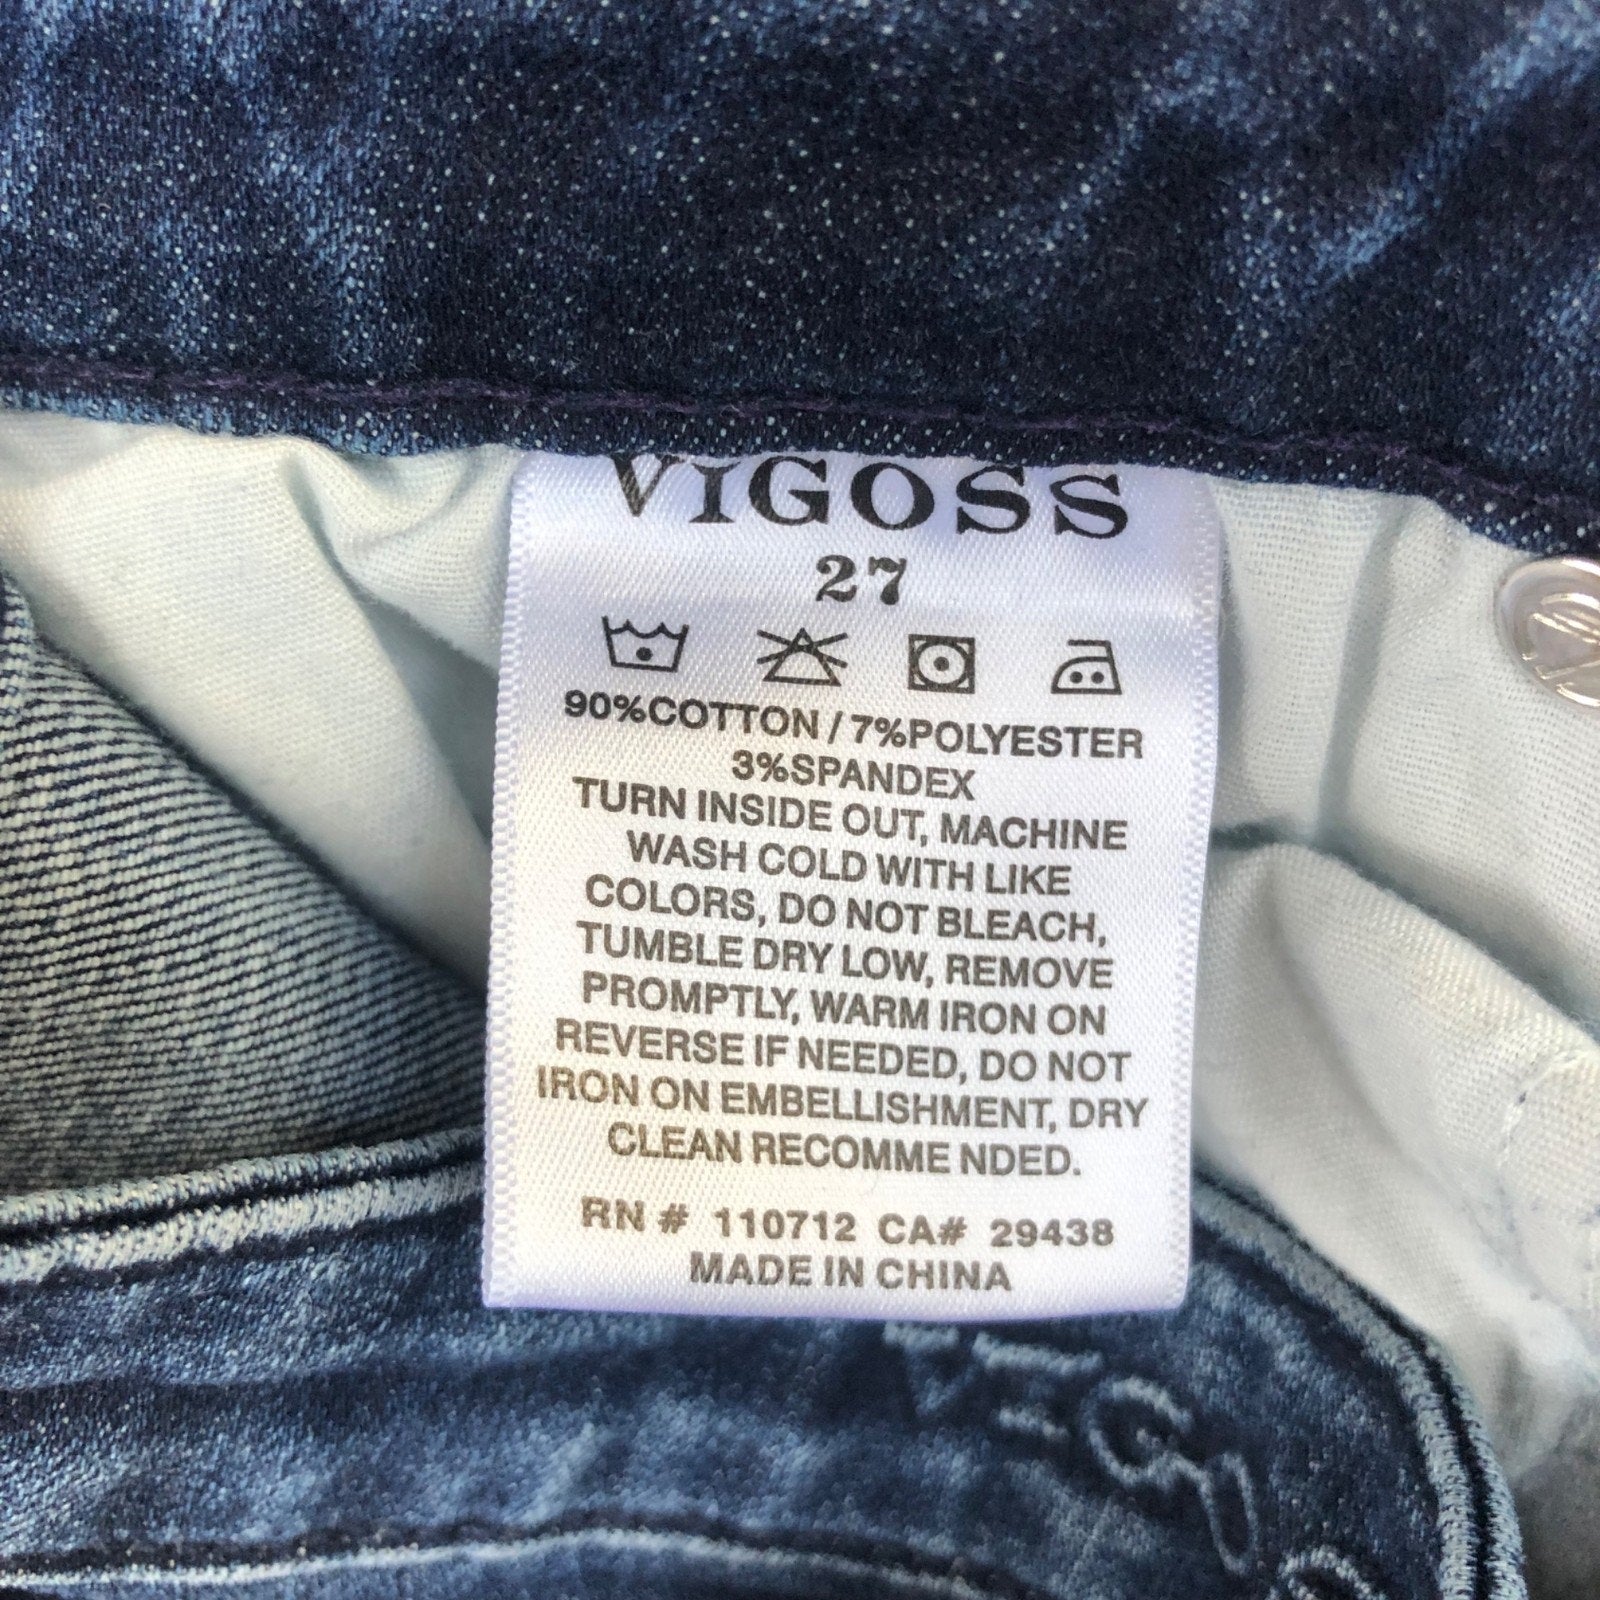 VIGOSS
27
90%COTTON / 7%POLYESTER
3%SPANDEX
TURN INSIDE OUT, MACHINE
WASH COLD WITH LIKE
COLORS, DO NOT BLEACH,
TUMBLE DRY LOW, REMOVE
PROMPTLY, WARM IRON ON
REVERSE IF NEEDED, DO NOT
IRON ON EMBELLISHMENT, DRY
CLEAN RECOMME NDED.
RN # 110712 CA# 29438
MADE IN CHINA